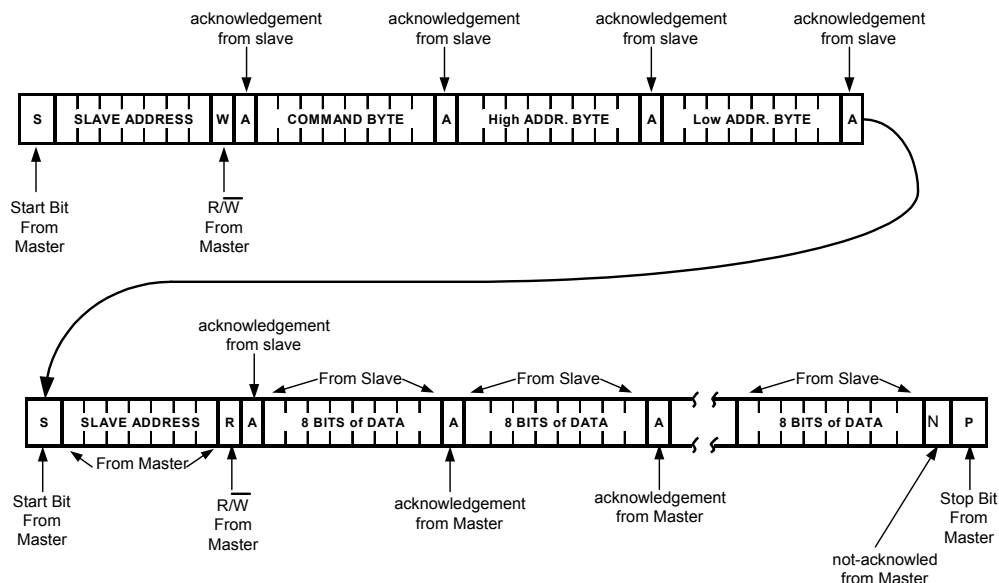 acknowledgement
from slave
acknowledgement
from slave
acknowledgement
from slave
acknowledgement
from slave
S SLAVE ADDRESS W A COMMAND BYTE A High ADDR. BYTE A Low ADDR. BYTE A
Start Bit
From
Master
R/W̅
From
Master
acknowledgement
from slave
From Slave
From Slave
From Slave
S SLAVE ADDRESS R A 8 BITS of DATA A 8 BITS of DATA A 8 BITS of DATA N P
From Master
Start Bit
From
Master
R/W̅
From
Master
acknowledgement
from Master
acknowledgement
from Master
not-acknowled
from Master
Stop Bit
From
Master